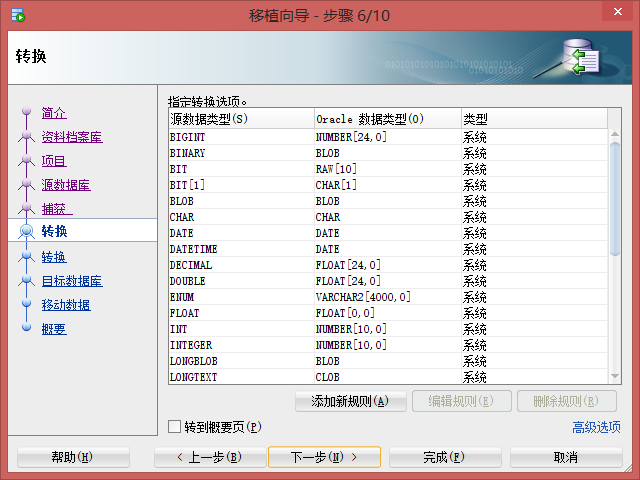 移植向导 - 步骤 6/10
转换
简介
资料档案库
项目
源数据库
捕获
转换
转换
目标数据库
移动数据
概要
指定转换选项。
源数据类型(S) Oracle 数据类型(O) 类型
BIGINT NUMBER[24,0] 系统
BINARY BLOB 系统
BIT RAW[10] 系统
BIT[1] CHAR[1] 系统
BLOB BLOB 系统
CHAR CHAR 系统
DATE DATE 系统
DATETIME DATE 系统
DECIMAL FLOAT[24,0] 系统
DOUBLE FLOAT[24,0] 系统
ENUM VARCHAR2[4000,0] 系统
FLOAT FLOAT[0,0] 系统
INT NUMBER[10,0] 系统
INTEGER NUMBER[10,0] 系统
LONGBLOB BLOB 系统
LONGTEXT CLOB 系统
添加新规则(A) 编辑规则(E) 删除规则(R)
转到概要页(P) 高级选项
帮助(H) < 上一步(B) 下一步(N) > 完成(F) 取消